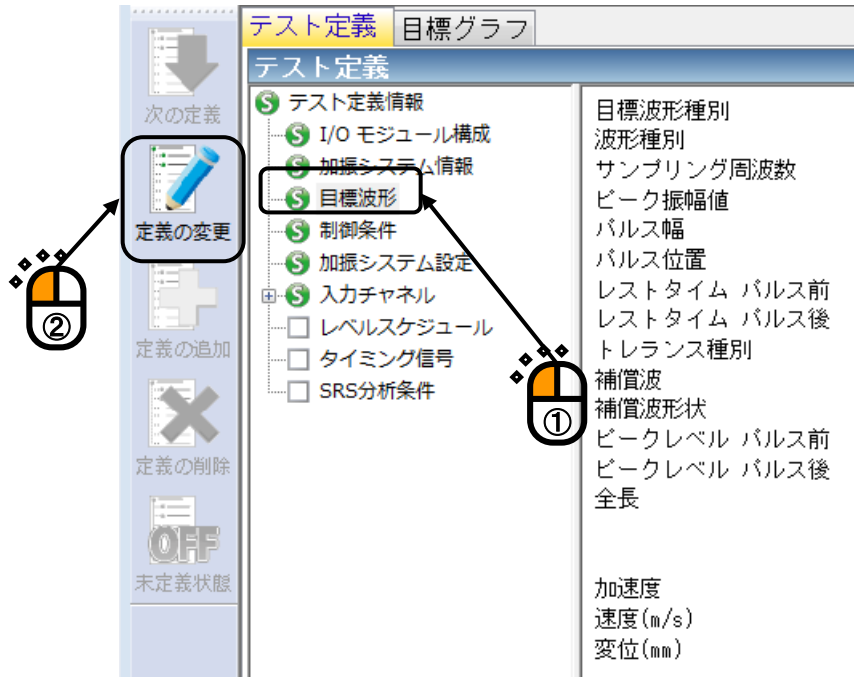 テスト定義
目標グラフ
テスト定義
次の定義
定義の変更
定義の追加
定義の削除
OFF
未定義状態
②
S テスト定義情報
S I/O モジュール構成
S 加振システム情報
S 目標波形
S 制御条件
S 加振システム設定
S 入力チャネル
レベルスケジュール
タイミング信号
SRS分析条件
①
目標波形種別
波形種別
サンプリング周波数
ピーク振幅値
パルス幅
パルス位置
レストタイム パルス前
レストタイム パルス後
トレランス種別
補償波
補償波形状
ピークレベル パルス前
ピークレベル パルス後
全長
加速度
速度(m/s)
変位(mm)